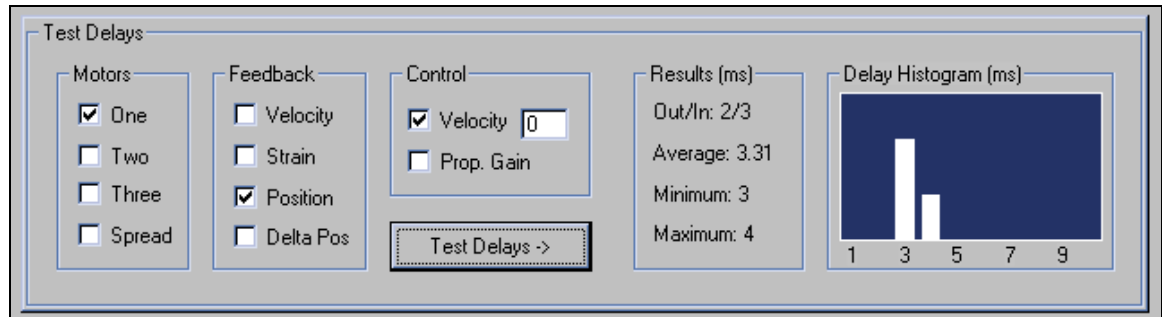 Test Delays
Motors
One
Two
Three
Spread
Feedback
Velocity
Strain
Position
Delta Pos
Control
Velocity 0
Prop. Gain
Test Delays ->
Results (ms)
Out/In: 2/3
Average: 3.31
Minimum: 3
Maximum: 4
Delay Histogram (ms)
1 3 5 7 9